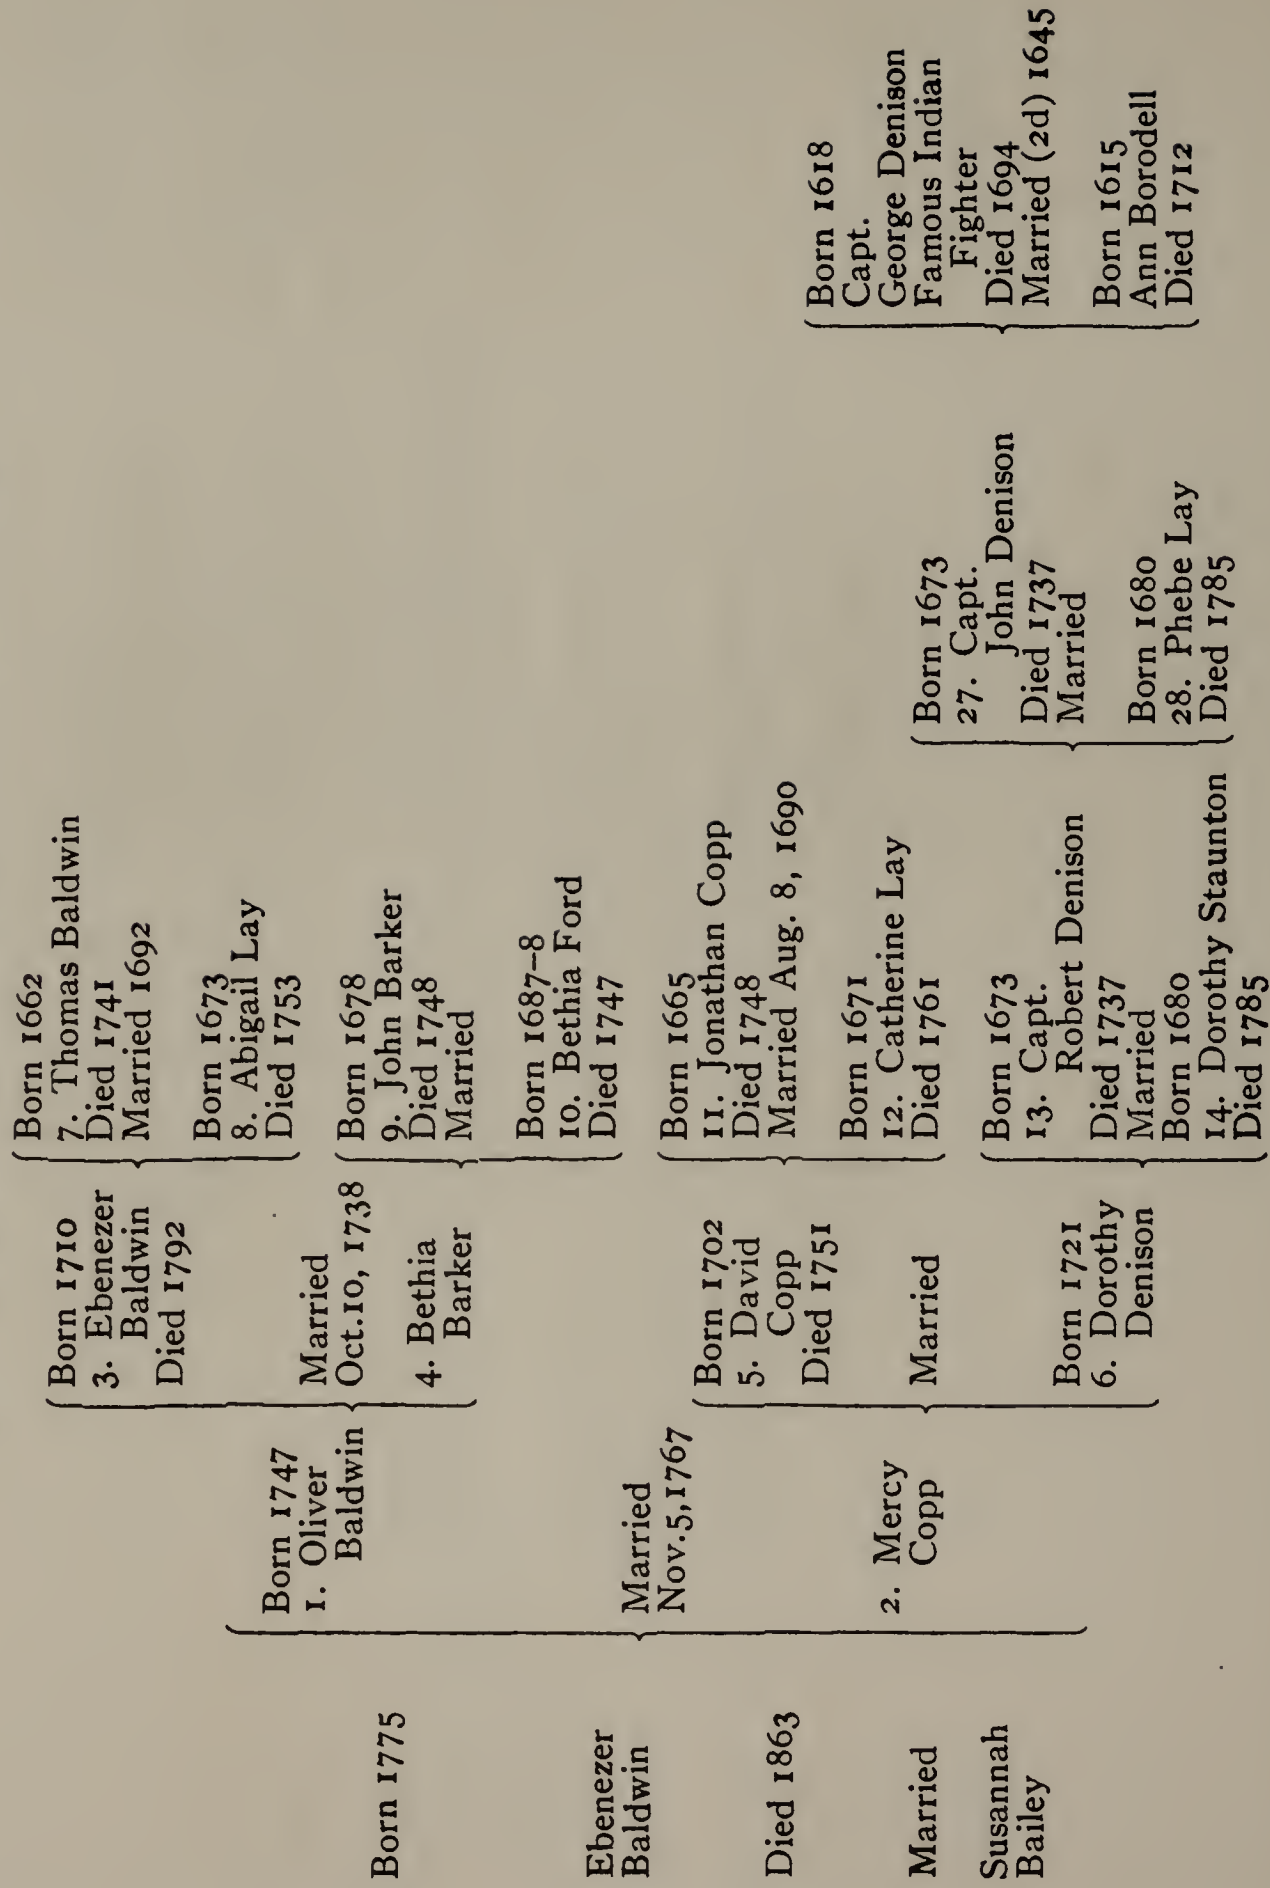 Born 1775
Ebenezer
Baldwin
Died 1863
Married
Susannah
Bailey
Born 1747
1. Oliver
Baldwin
Married
Nov. 5, 1767
2. Mercy
Copp
Born 1710
3. Ebenezer
Baldwin
Died 1792
Married
Oct. 10, 1738
4. Bethia
Barker
Born 1702
5. David
Copp
Died 1751
Married
Born 1721
6. Dorothy
Denison
Born 1662
7. Thomas Baldwin
Died 1741
Married 1692
Born 1673
8. Abigail Lay
Died 1753
Born 1678
9. John Barker
Died 1748
Married
Born 1687–8
10. Bethia Ford
Died 1747
Born 1665
11. Jonathan Copp
Died 1748
Married Aug. 8, 1690
Born 1671
12. Catherine Lay
Died 1761
Born 1673
13. Capt.
Robert Denison
Died 1737
Married
Born 1680
14. Dorothy Staunton
Died 1785
Born 1673
27. Capt.
John Denison
Died 1737
Married
Born 1680
28. Phebe Lay
Died 1785
Born 1618
Capt.
George Denison
Famous Indian
Fighter
Died 1694
Married (2d) 1645
Born 1615
Ann Borodell
Died 1712